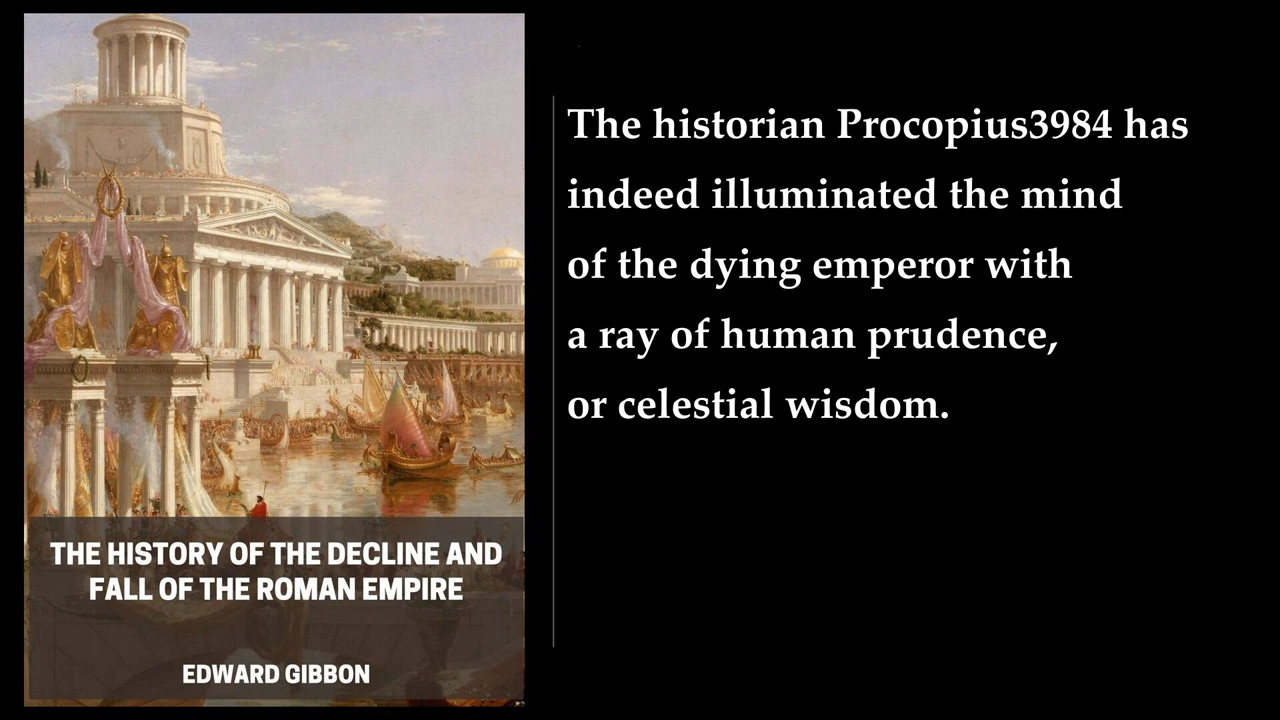 THE HISTORY OF THE DECLINE AND
FALL OF THE ROMAN EMPIRE
EDWARD GIBBON
The historian Procopius3984 has
indeed illuminated the mind
of the dying emperor with
a ray of human prudence,
or celestial wisdom.